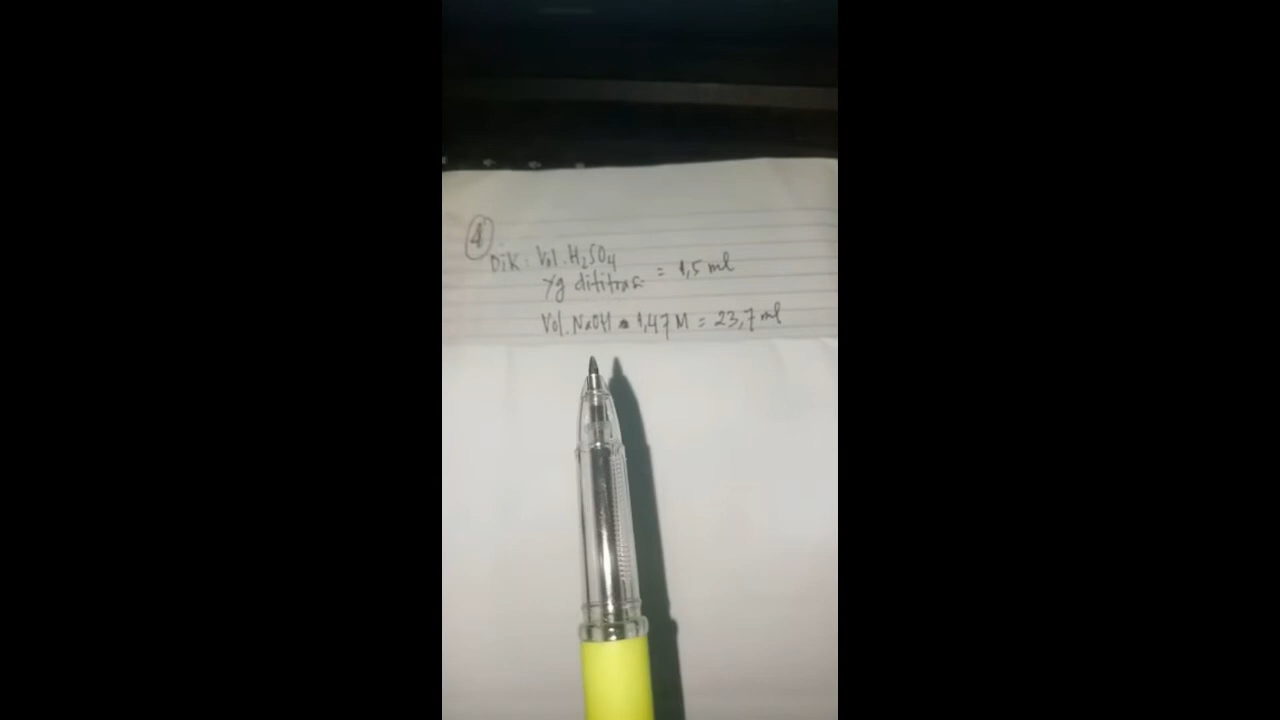 4
Dik : Vol. H₂SO₄
yg dititrasi = 1,5 ml
Vol. NaOH 1,47 M = 23,7 ml